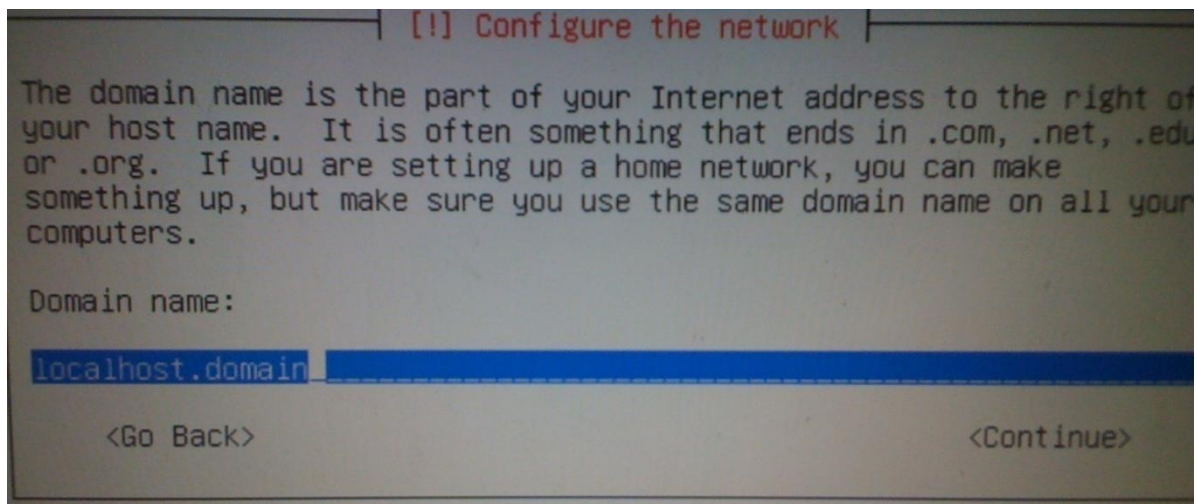 [!] Configure the network
The domain name is the part of your Internet address to the right of
your host name.  It is often something that ends in .com, .net, .edu
or .org.  If you are setting up a home network, you can make
something up, but make sure you use the same domain name on all your
computers.
Domain name:
localhost.domain
<Go Back> <Continue>